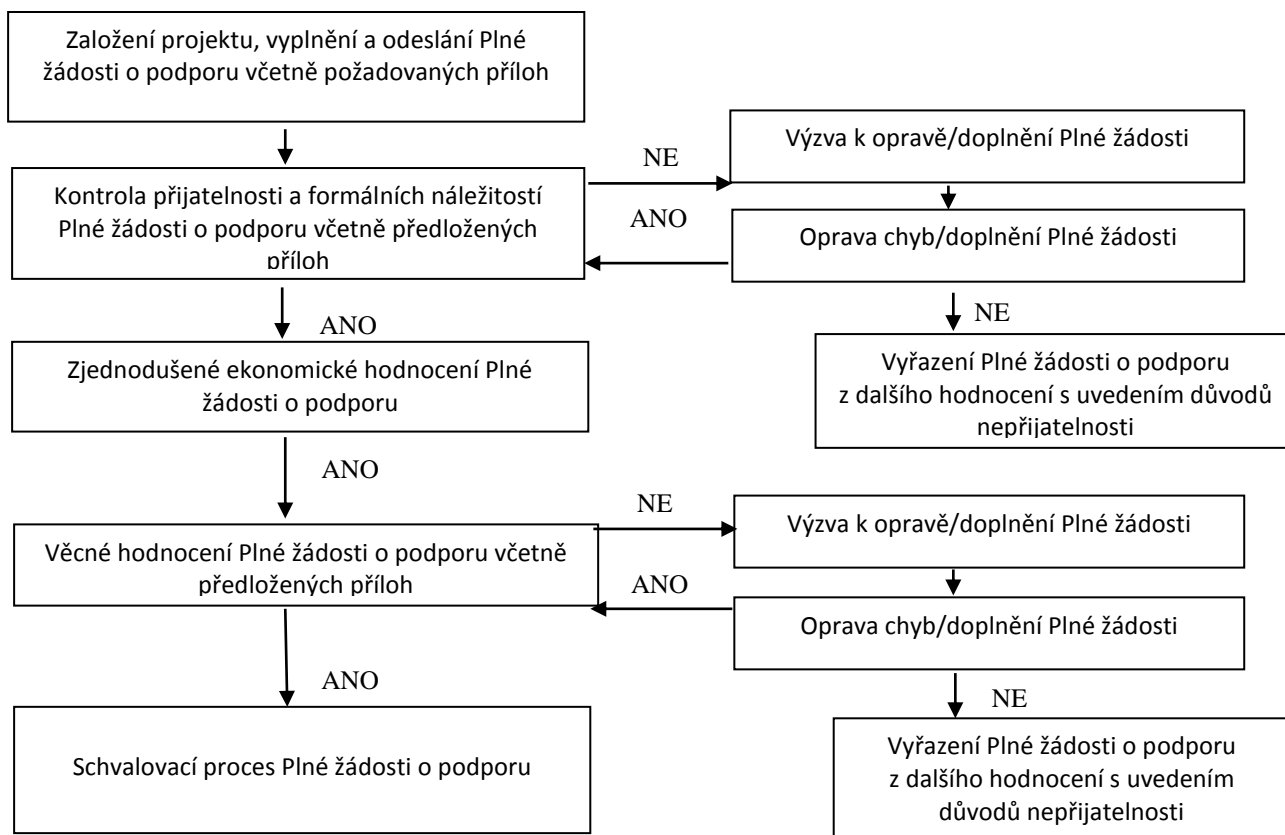 Založení projektu, vyplnění a odeslání Plné
žádosti o podporu včetně požadovaných příloh
NE
Výzva k opravě/doplnění Plné žádosti
Kontrola přijatelnosti a formálních náležitostí
Plné žádosti o podporu včetně předložených
příloh
ANO
Oprava chyb/doplnění Plné žádosti
ANO
NE
Zjednodušené ekonomické hodnocení Plné
žádosti o podporu
Vyřazení Plné žádosti o podporu
z dalšího hodnocení s uvedením důvodů
nepřijatelnosti
ANO
NE
Výzva k opravě/doplnění Plné žádosti
Věcné hodnocení Plné žádosti o podporu včetně
předložených příloh
ANO
Oprava chyb/doplnění Plné žádosti
ANO
NE
Schvalovací proces Plné žádosti o podporu
Vyřazení Plné žádosti o podporu
z dalšího hodnocení s uvedením
důvodů nepřijatelnosti